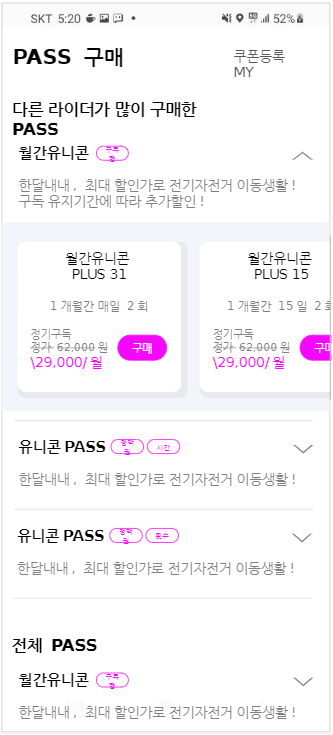 SKT 5:20 52%
PASS 구매
쿠폰등록
MY
다른 라이더가 많이 구매한
PASS
월간유니콘 구독형
한달내내 , 최대 할인가로 전기자전거 이동생활 !
구독 유지기간에 따라 추가할인 !
월간유니콘
PLUS 31
1 개월간 매일 2 회
정기구독
정가 62,000 원
\29,000/ 월
구매
월간유니콘
PLUS 15
1 개월간 15 일 2 회
정기구독
정가 62,000 원
\29,000/ 월
유니콘 PASS 시간
한달내내 , 최대 할인가로 전기자전거 이동생활 !
유니콘 PASS 횟수
한달내내 , 최대 할인가로 전기자전거 이동생활 !
전체 PASS
월간유니콘 구독형
한달내내 , 최대 할인가로 전기자전거 이동생활 !